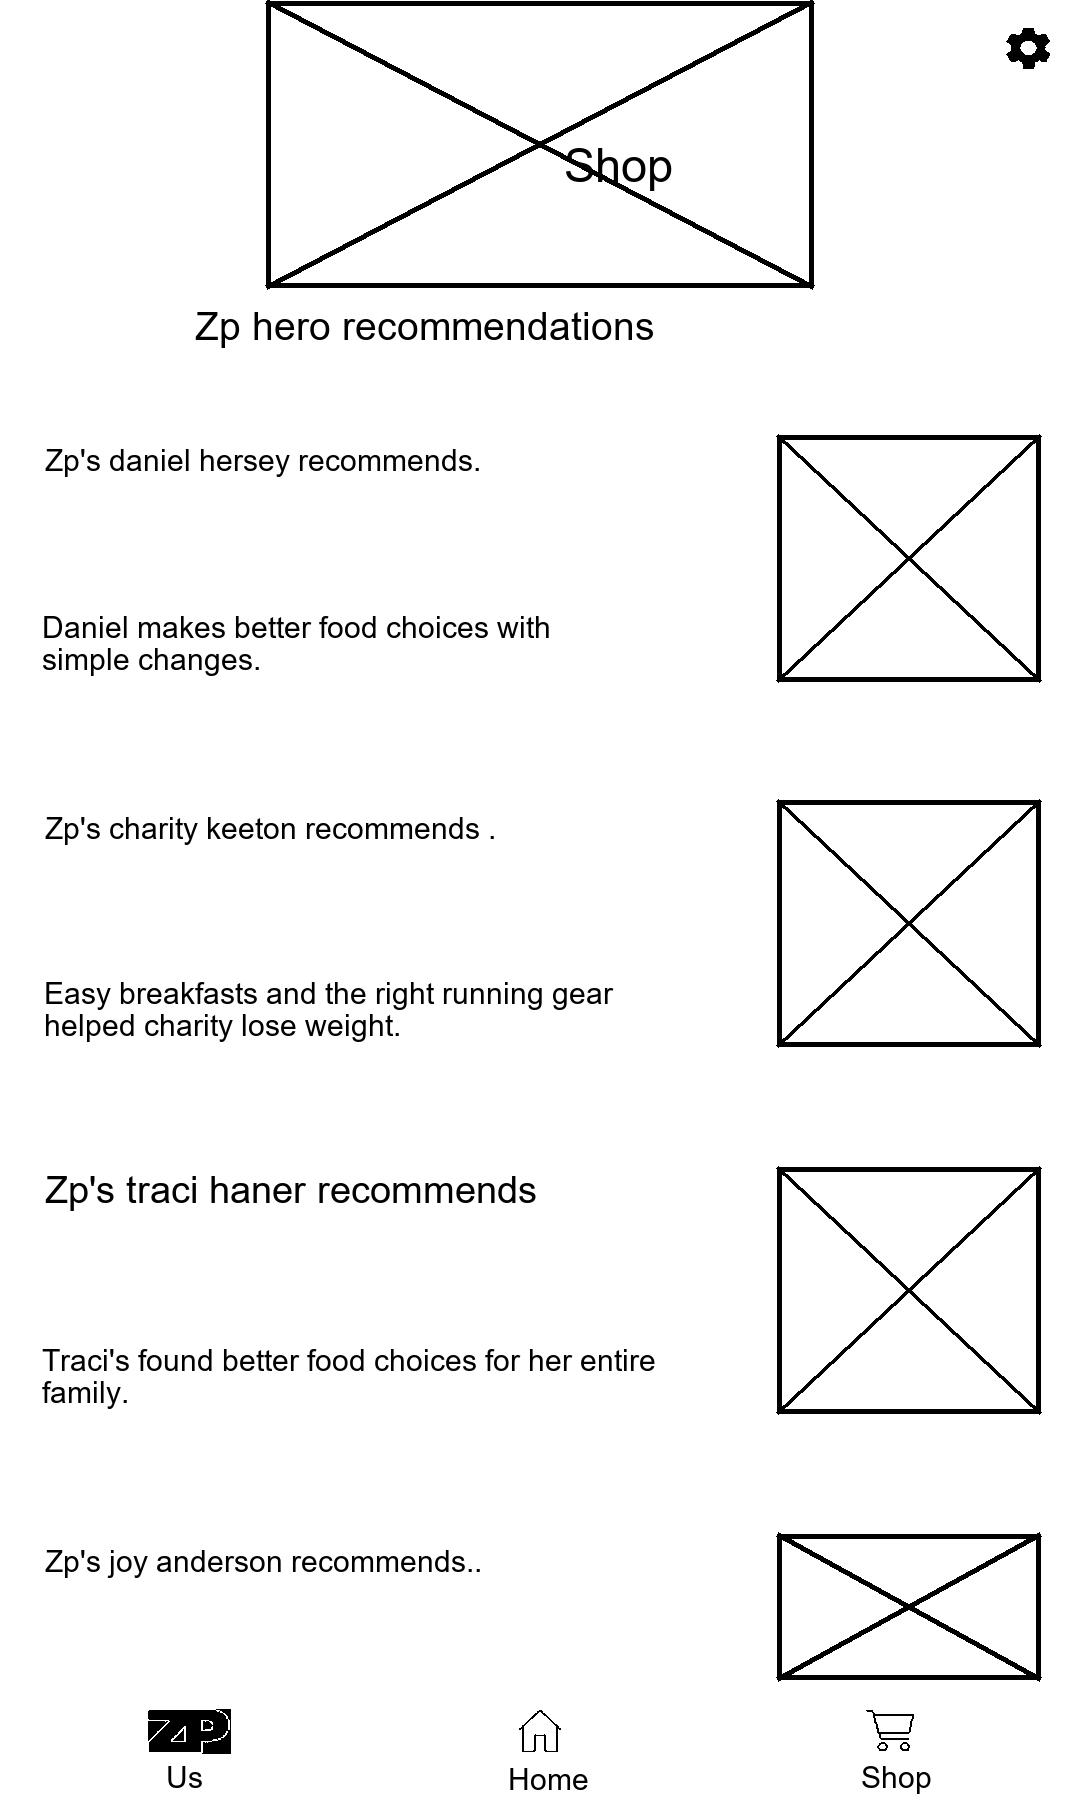 Shop
Zp hero recommendations
Zp's daniel hersey recommends.
Daniel makes better food choices with
simple changes.
Zp's charity keeton recommends .
Easy breakfasts and the right running gear
helped charity lose weight.
Zp's traci haner recommends
Traci's found better food choices for her entire
family.
Zp's joy anderson recommends..
ZAP
Us
Home
Shop